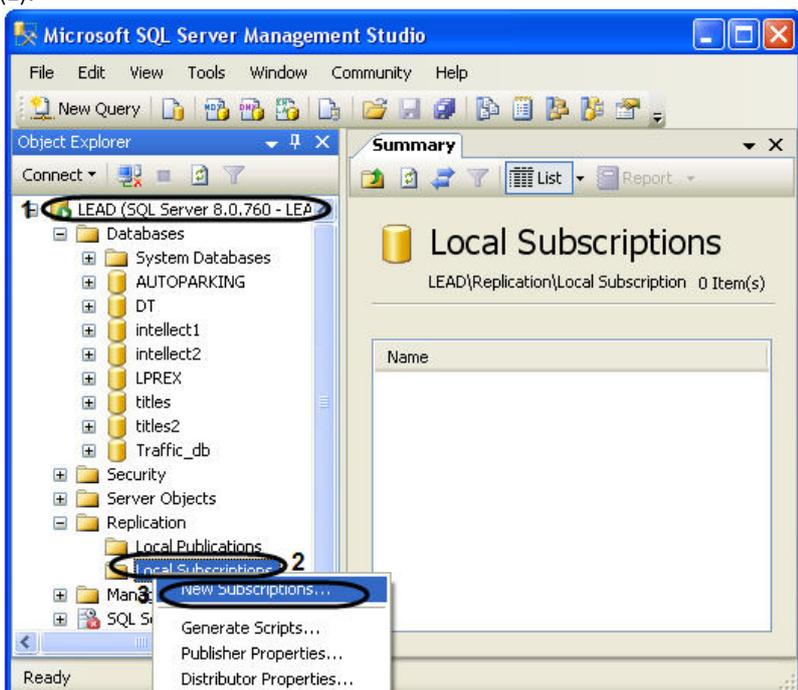 (2).
Microsoft SQL Server Management Studio
File Edit View Tools Window Community Help
New Query
Object Explorer
Summary
Connect
List Report
1 LEAD (SQL Server 8.0.760 - LEA
Databases
System Databases
AUTOPARKING
DT
intellect1
intellect2
LPREX
titles
titles2
Traffic_db
Security
Server Objects
Replication
Local Publications
Local Subscriptions 2
3 New Subscriptions...
SQL S
Generate Scripts...
Publisher Properties...
Distributor Properties...
Local Subscriptions
LEAD\Replication\Local Subscription 0 Item(s)
Name
Ready